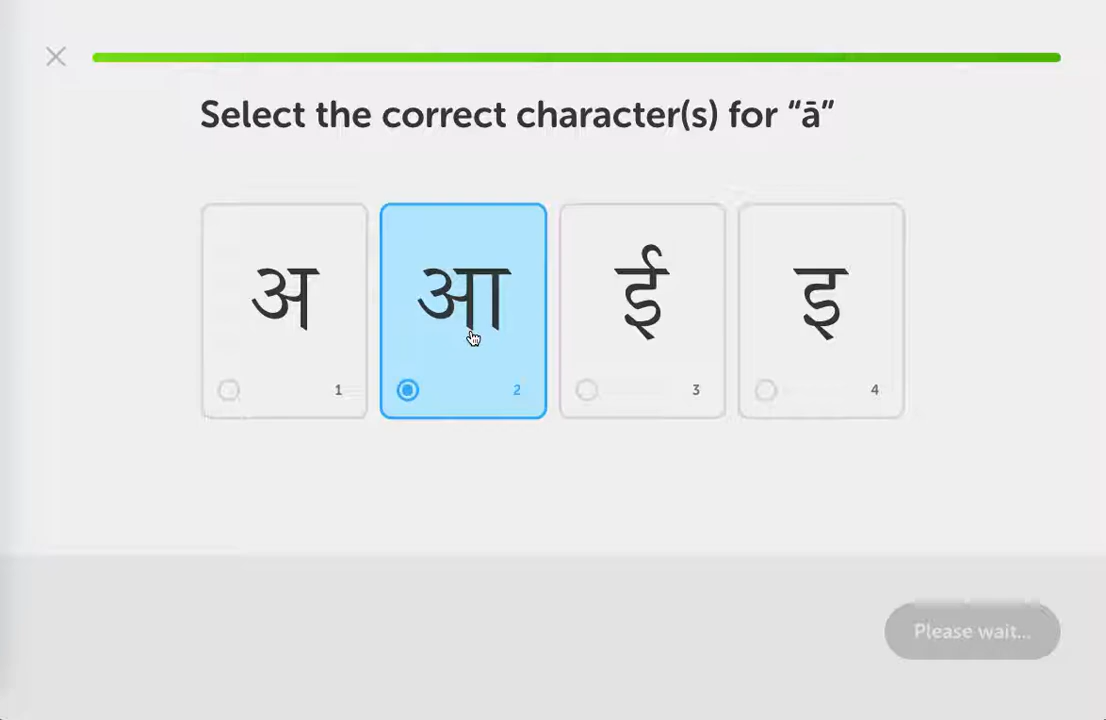 Select the correct character(s) for “ā”
अ आ ई इ
1 2 3 4
Please wait...